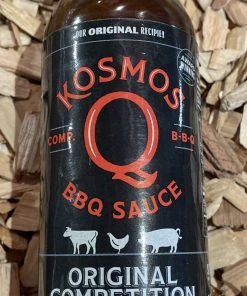 OUR ORIGINAL RECIPE!
KOSMOS
Q
COMP. B-B-Q
BBQ SAUCE
ORIGINAL
COMPETITION